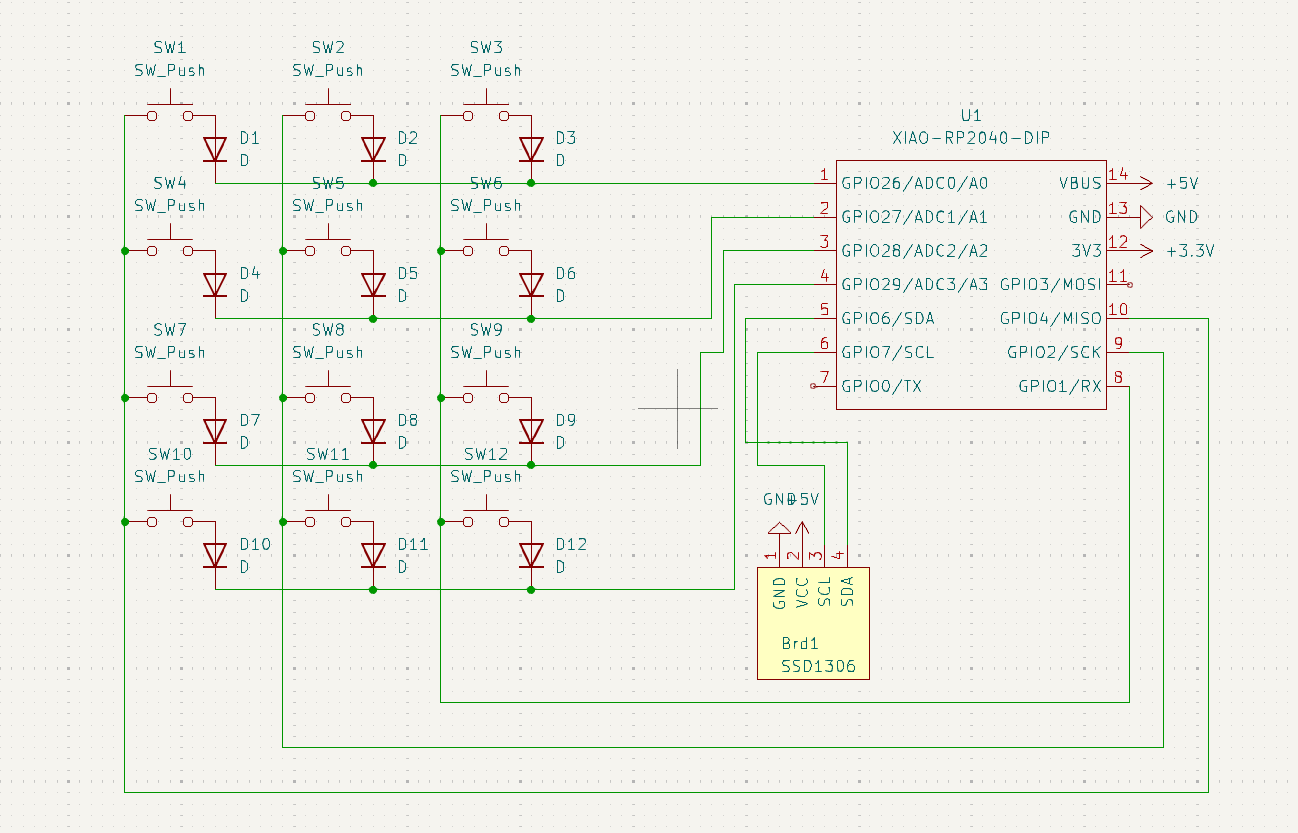 SW1 SW2 SW3
SW_Push SW_Push SW_Push
D1 D2 D3
D D D
SW4 SW5 SW6
SW_Push SW_Push SW_Push
D4 D5 D6
D D D
SW7 SW8 SW9
SW_Push SW_Push SW_Push
D7 D8 D9
D D D
SW10 SW11 SW12
SW_Push SW_Push SW_Push
D10 D11 D12
D D D
U1
XIAO-RP2040-DIP
1 GPIO26/ADC0/A0 VBUS 14 +5V
2 GPIO27/ADC1/A1 GND 13 GND
3 GPIO28/ADC2/A2 3V3 12 +3.3V
4 GPIO29/ADC3/A3 GPIO3/MOSI 11
5 GPIO6/SDA GPIO4/MISO 10
6 GPIO7/SCL GPIO2/SCK 9
7 GPIO0/TX GPIO1/RX 8
GND +5V
1 2 3 4
GND VCC SCL SDA
Brd1
SSD1306